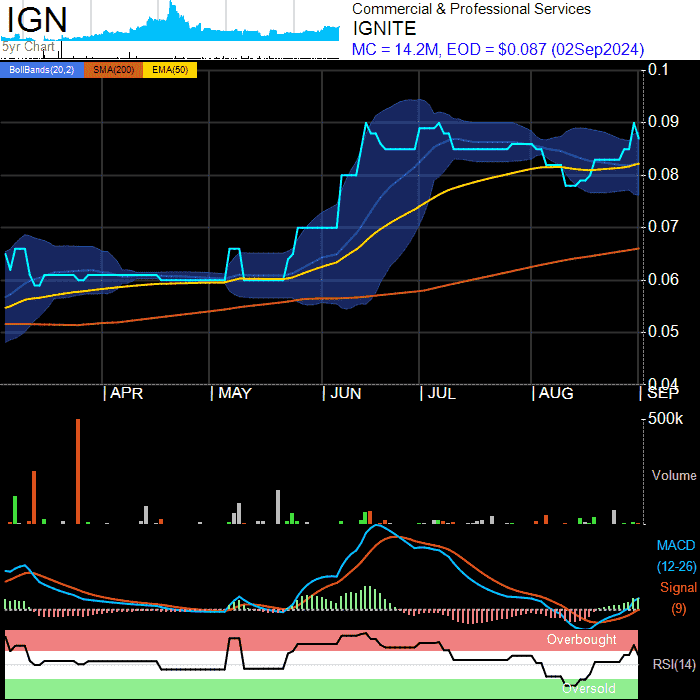 IGN
5yr Chart
Commercial & Professional Services
IGNITE
MC = 14.2M, EOD = $0.087 (02Sep2024)
BollBands(20,2) SMA(200) EMA(50)
0.1
0.09
0.08
0.07
0.06
0.05
0.04
APR MAY JUN JUL AUG SEP
500k
Volume
MACD
(12-26)
Signal
(9)
Overbought
RSI(14)
Oversold